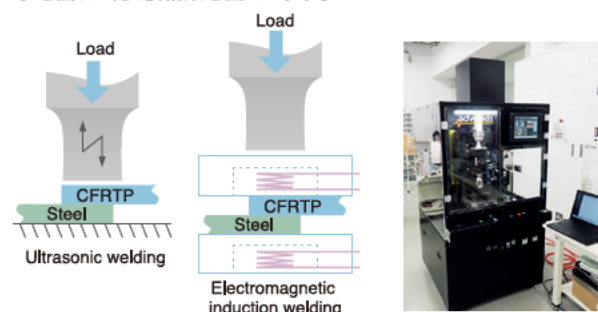 Load
Load
CFRTP
Steel
Ultrasonic welding
CFRTP
Steel
Electromagnetic
induction welding